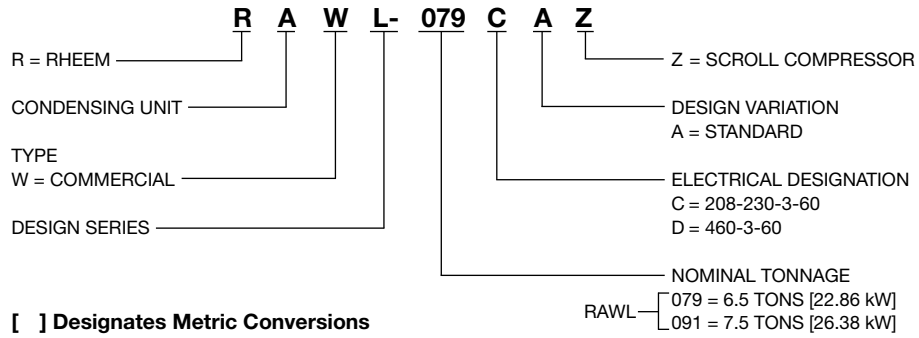 R A W L- 079 C A Z
R = RHEEM
CONDENSING UNIT
TYPE
W = COMMERCIAL
DESIGN SERIES
Z = SCROLL COMPRESSOR
DESIGN VARIATION
A = STANDARD
ELECTRICAL DESIGNATION
C = 208-230-3-60
D = 460-3-60
NOMINAL TONNAGE
RAWL
079 = 6.5 TONS [22.86 kW]
091 = 7.5 TONS [26.38 kW]
[ ] Designates Metric Conversions